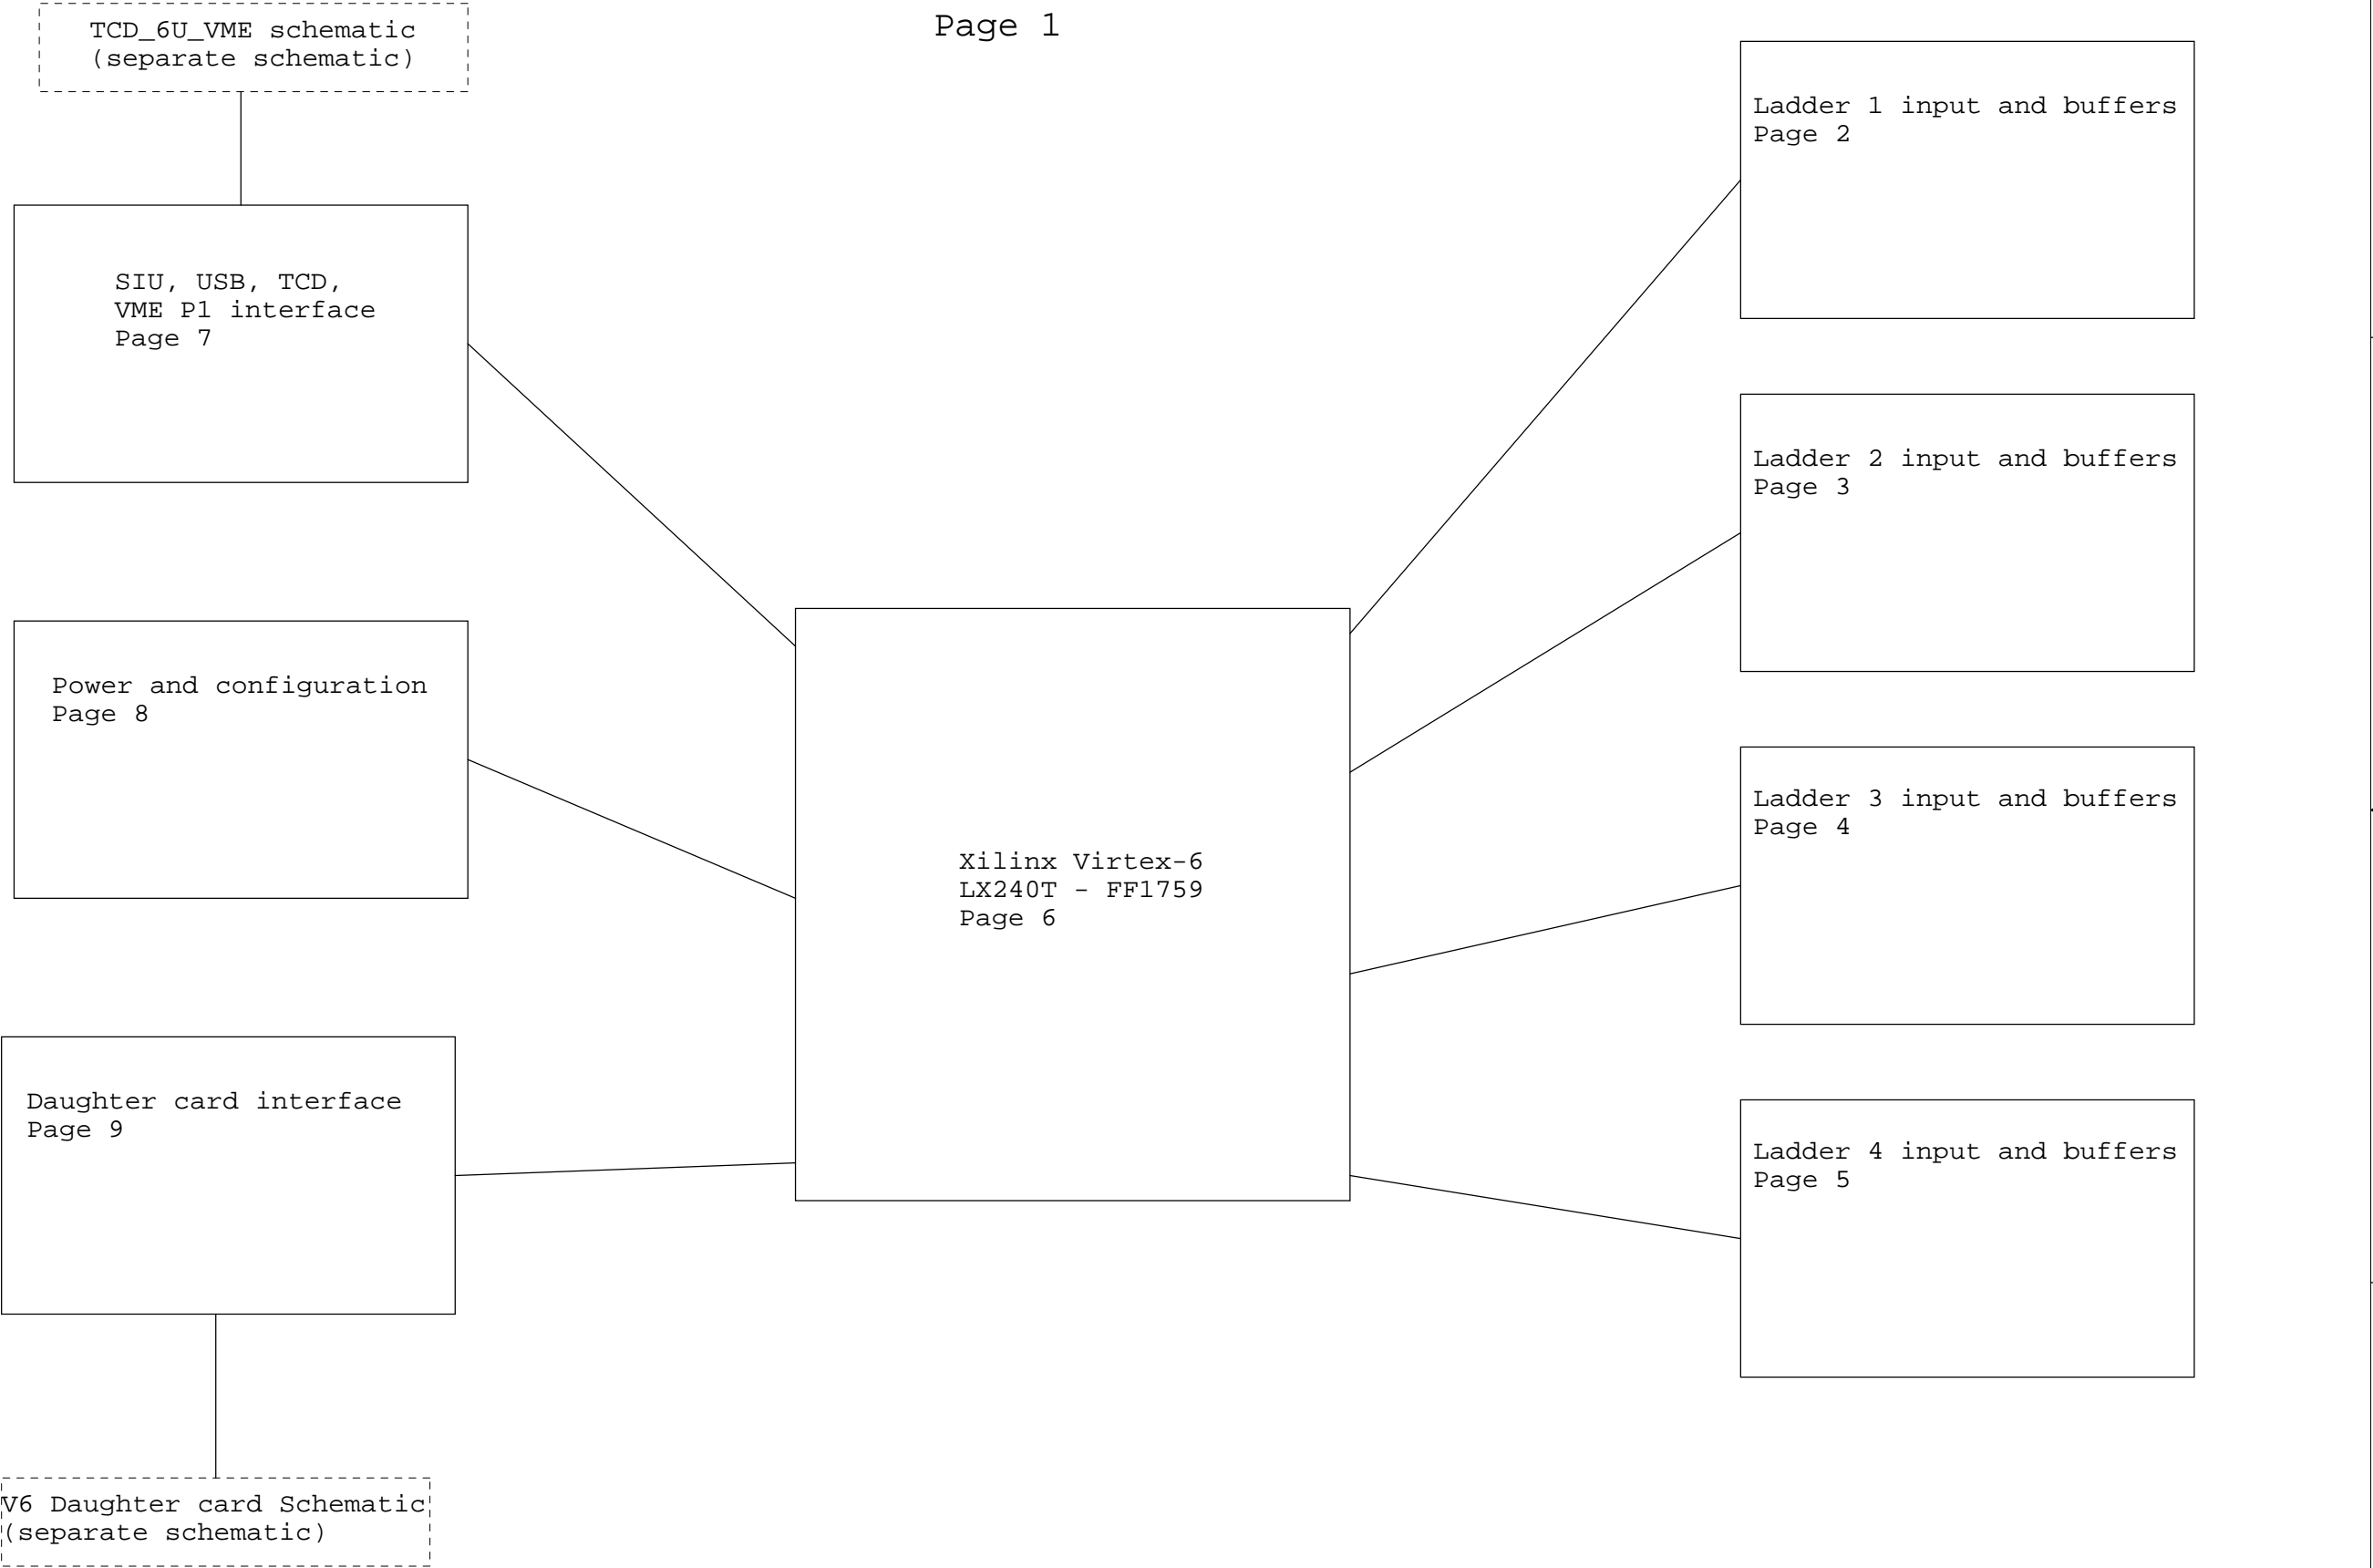 Page 1
TCD_6U_VME schematic
(separate schematic)
SIU, USB, TCD,
VME P1 interface
Page 7
Power and configuration
Page 8
Daughter card interface
Page 9
V6 Daughter card Schematic
(separate schematic)
Xilinx Virtex-6
LX240T - FF1759
Page 6
Ladder 1 input and buffers
Page 2
Ladder 2 input and buffers
Page 3
Ladder 3 input and buffers
Page 4
Ladder 4 input and buffers
Page 5